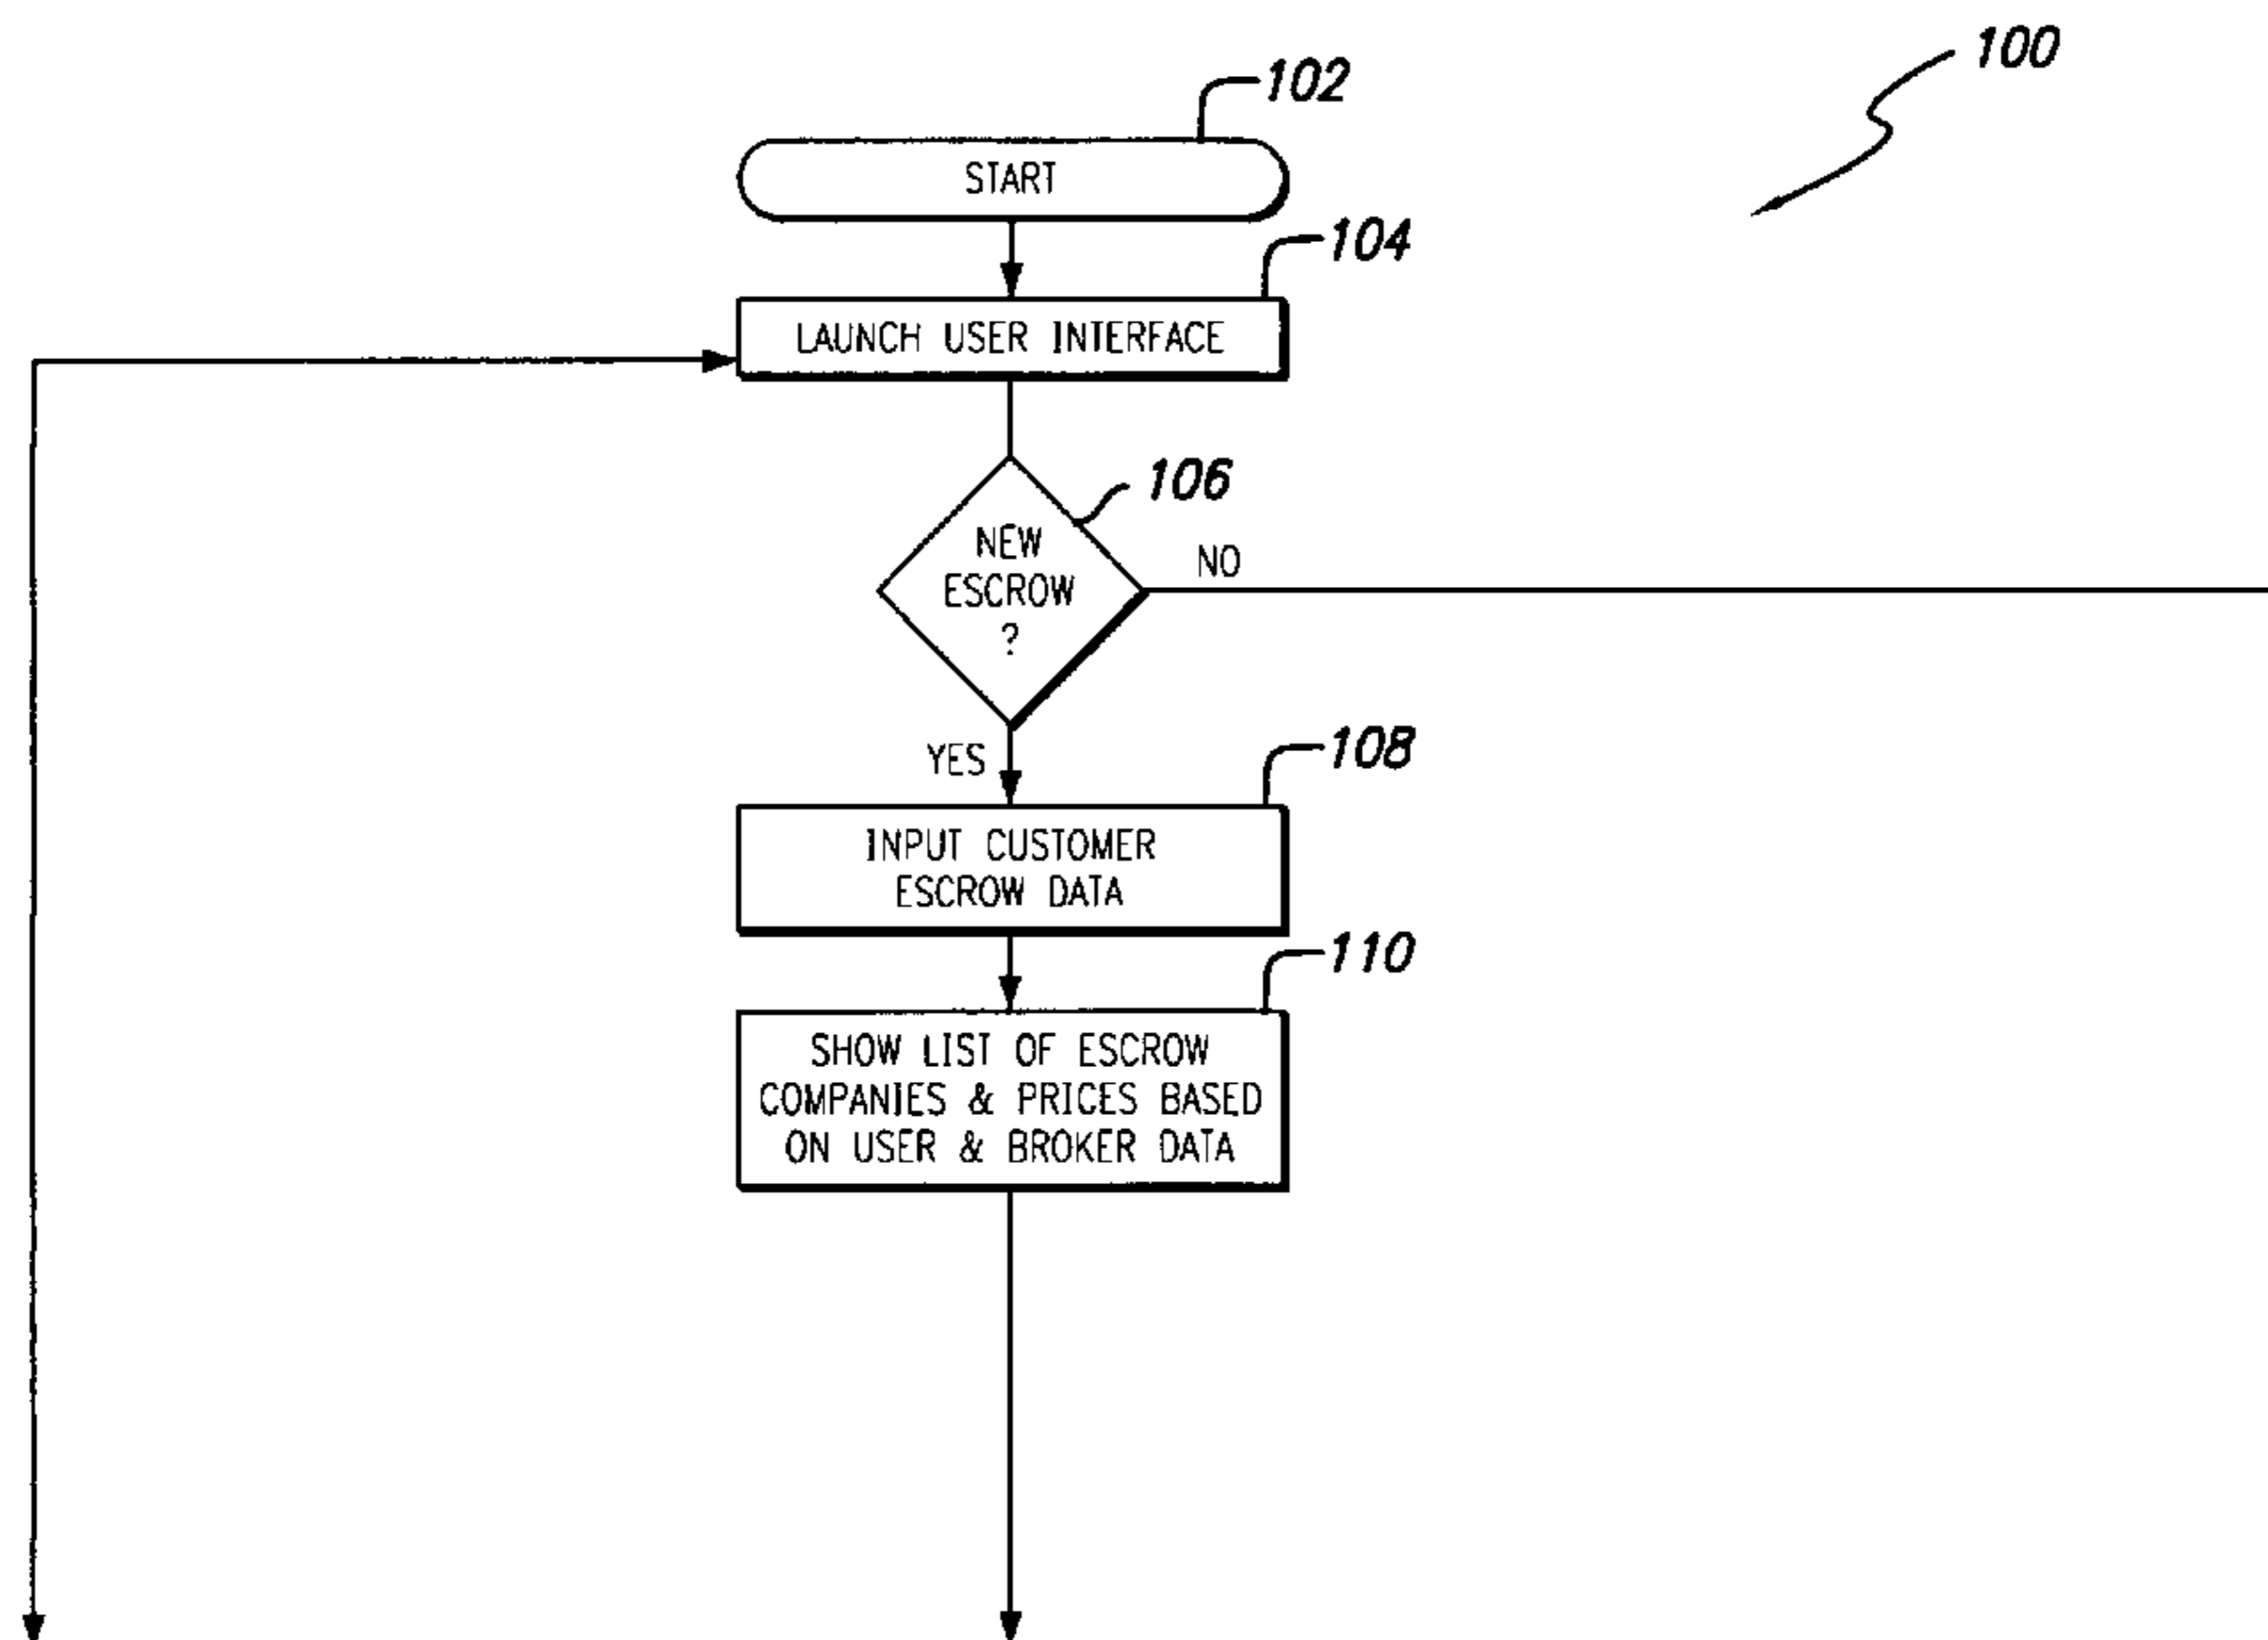 100
102
START
104
LAUNCH USER INTERFACE
106
NEW
ESCROW
?
NO
YES
108
INPUT CUSTOMER
ESCROW DATA
110
SHOW LIST OF ESCROW
COMPANIES & PRICES BASED
ON USER & BROKER DATA